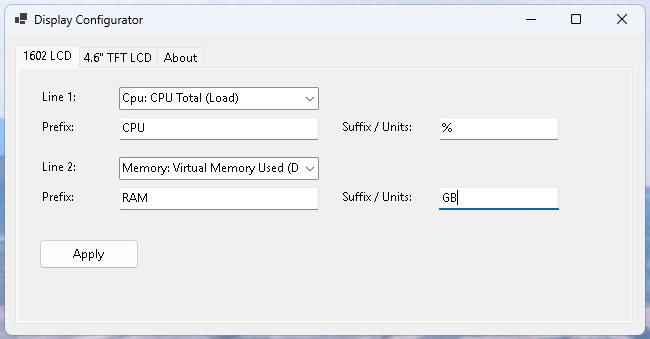 Display Configurator
1602 LCD 4.6" TFT LCD About
Line 1: Cpu: CPU Total (Load)
Prefix: CPU Suffix / Units: %
Line 2: Memory: Virtual Memory Used (D
Prefix: RAM Suffix / Units: GB
Apply